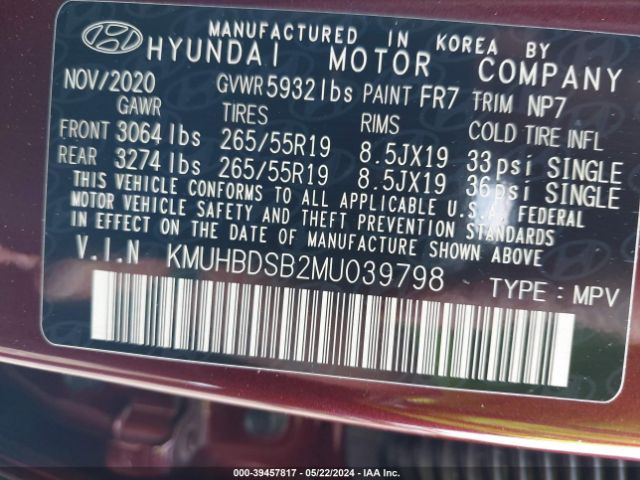 MANUFACTURED IN KOREA BY
HYUNDAI MOTOR COMPANY
NOV/2020 GVWR 5932 lbs PAINT FR7 TRIM NP7
GAWR TIRES RIMS COLD TIRE INFL
FRONT 3064 lbs 265/55R19 8.5JX19 33psi SINGLE
REAR 3274 lbs 265/55R19 8.5JX19 36psi SINGLE
THIS VEHICLE CONFORMS TO ALL APPLICABLE U.S.A. FEDERAL
MOTOR VEHICLE SAFETY AND THEFT PREVENTION STANDARDS
IN EFFECT ON THE DATE OF MANUFACTURE SHOWN ABOVE
V.I.N KMUHBDSB2MU039798 TYPE : MPV
000-39457817 - 05/22/2024 - IAA Inc.